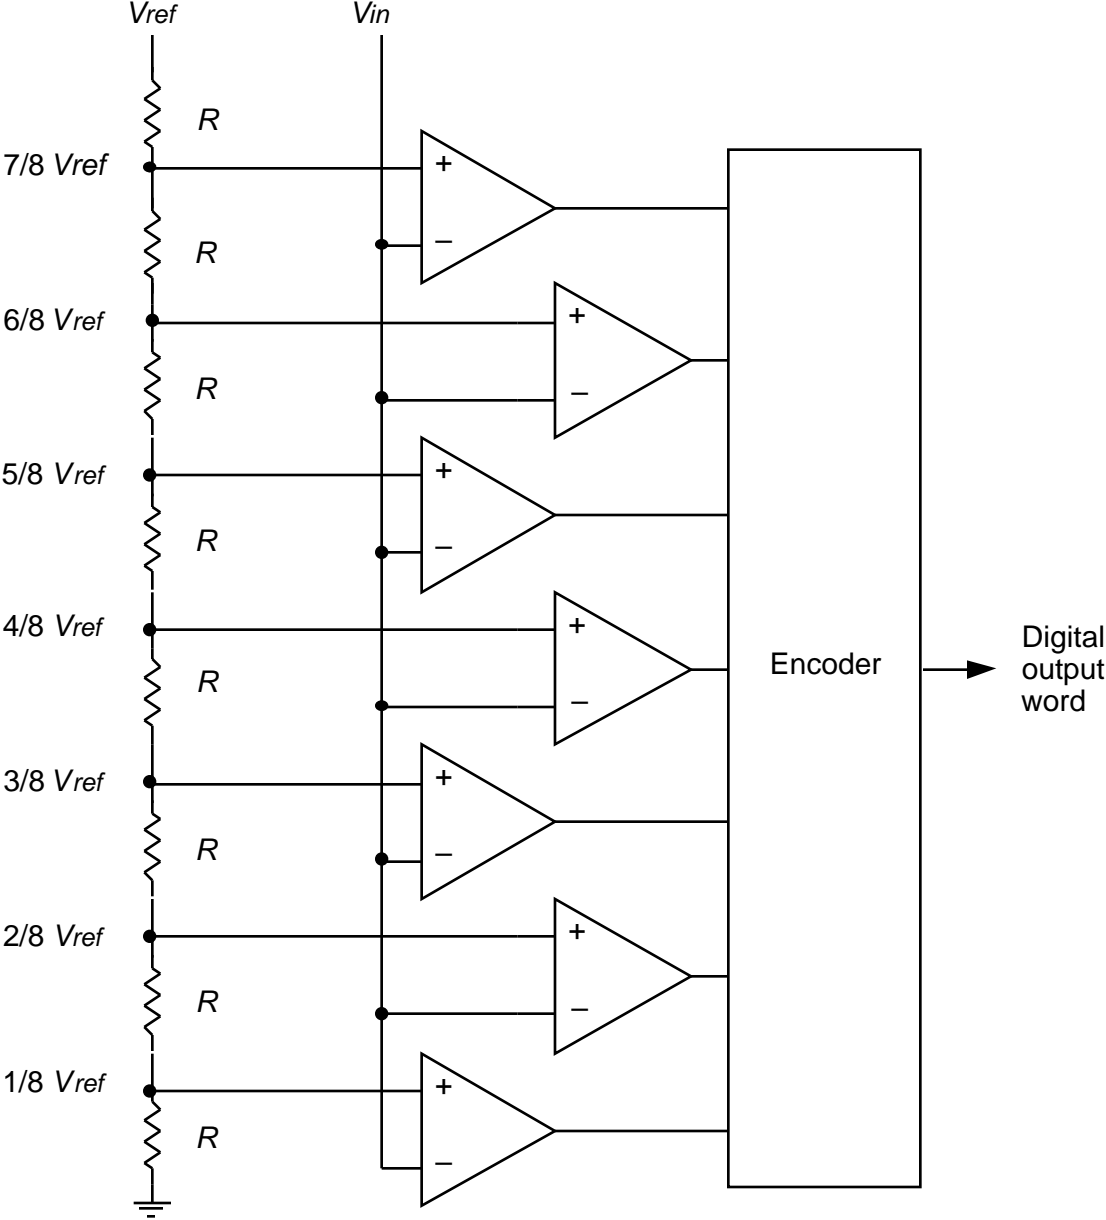 Vref
Vin
R
7/8 Vref
+
−
R
6/8 Vref
+
−
R
5/8 Vref
+
−
R
4/8 Vref
+
−
Encoder
Digital
output
word
R
3/8 Vref
+
−
R
2/8 Vref
+
−
R
1/8 Vref
+
−
R